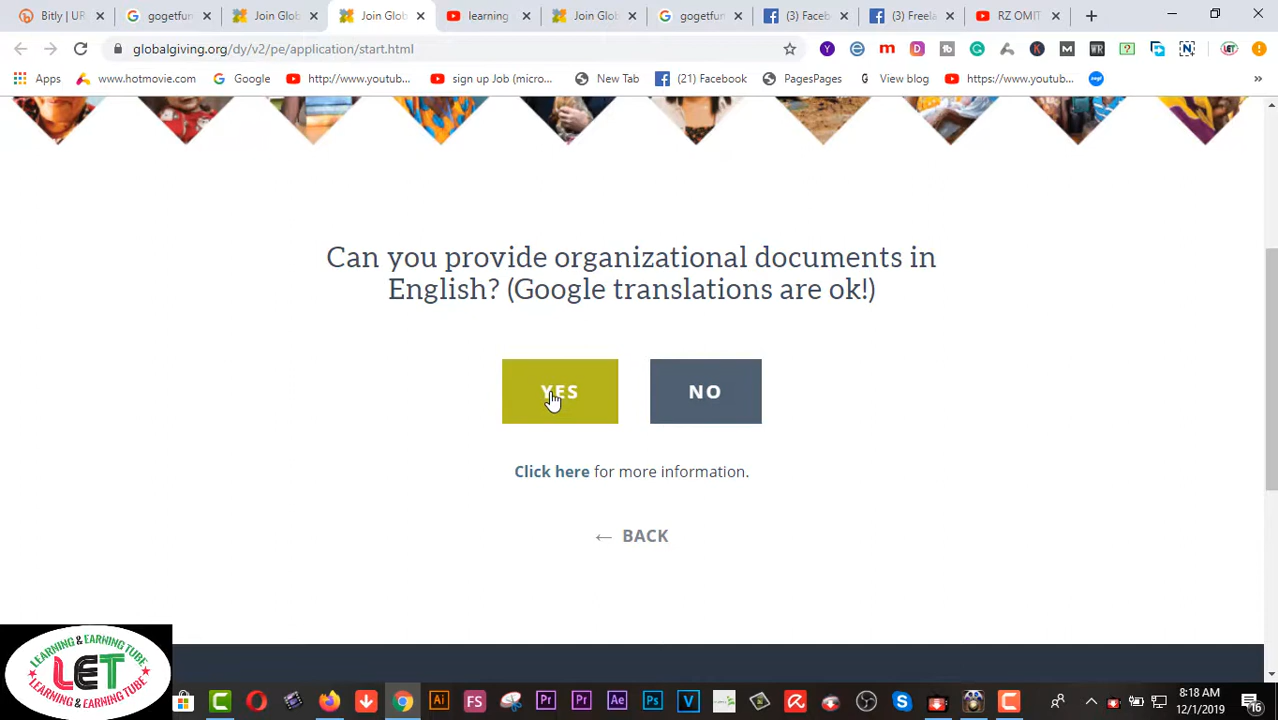 Bitly | UR
gogetfun
Join Glob
Join Glob
learning
Join Glob
gogetfun
(3) Faceb
(3) Freela
RZ OMIT
globalgiving.org/dy/v2/pe/application/start.html
Apps
www.hotmovie.com
Google
http://www.youtub...
sign up Job (micro...
New Tab
(21) Facebook
PagesPages
View blog
https://www.youtub...
»
Can you provide organizational documents in
English? (Google translations are ok!)
YES
NO
Click here for more information.
← BACK
LEARNING & EARNING TUBE
LET
LEARNING & EARNING TUBE
8:18 AM
12/1/2019
16